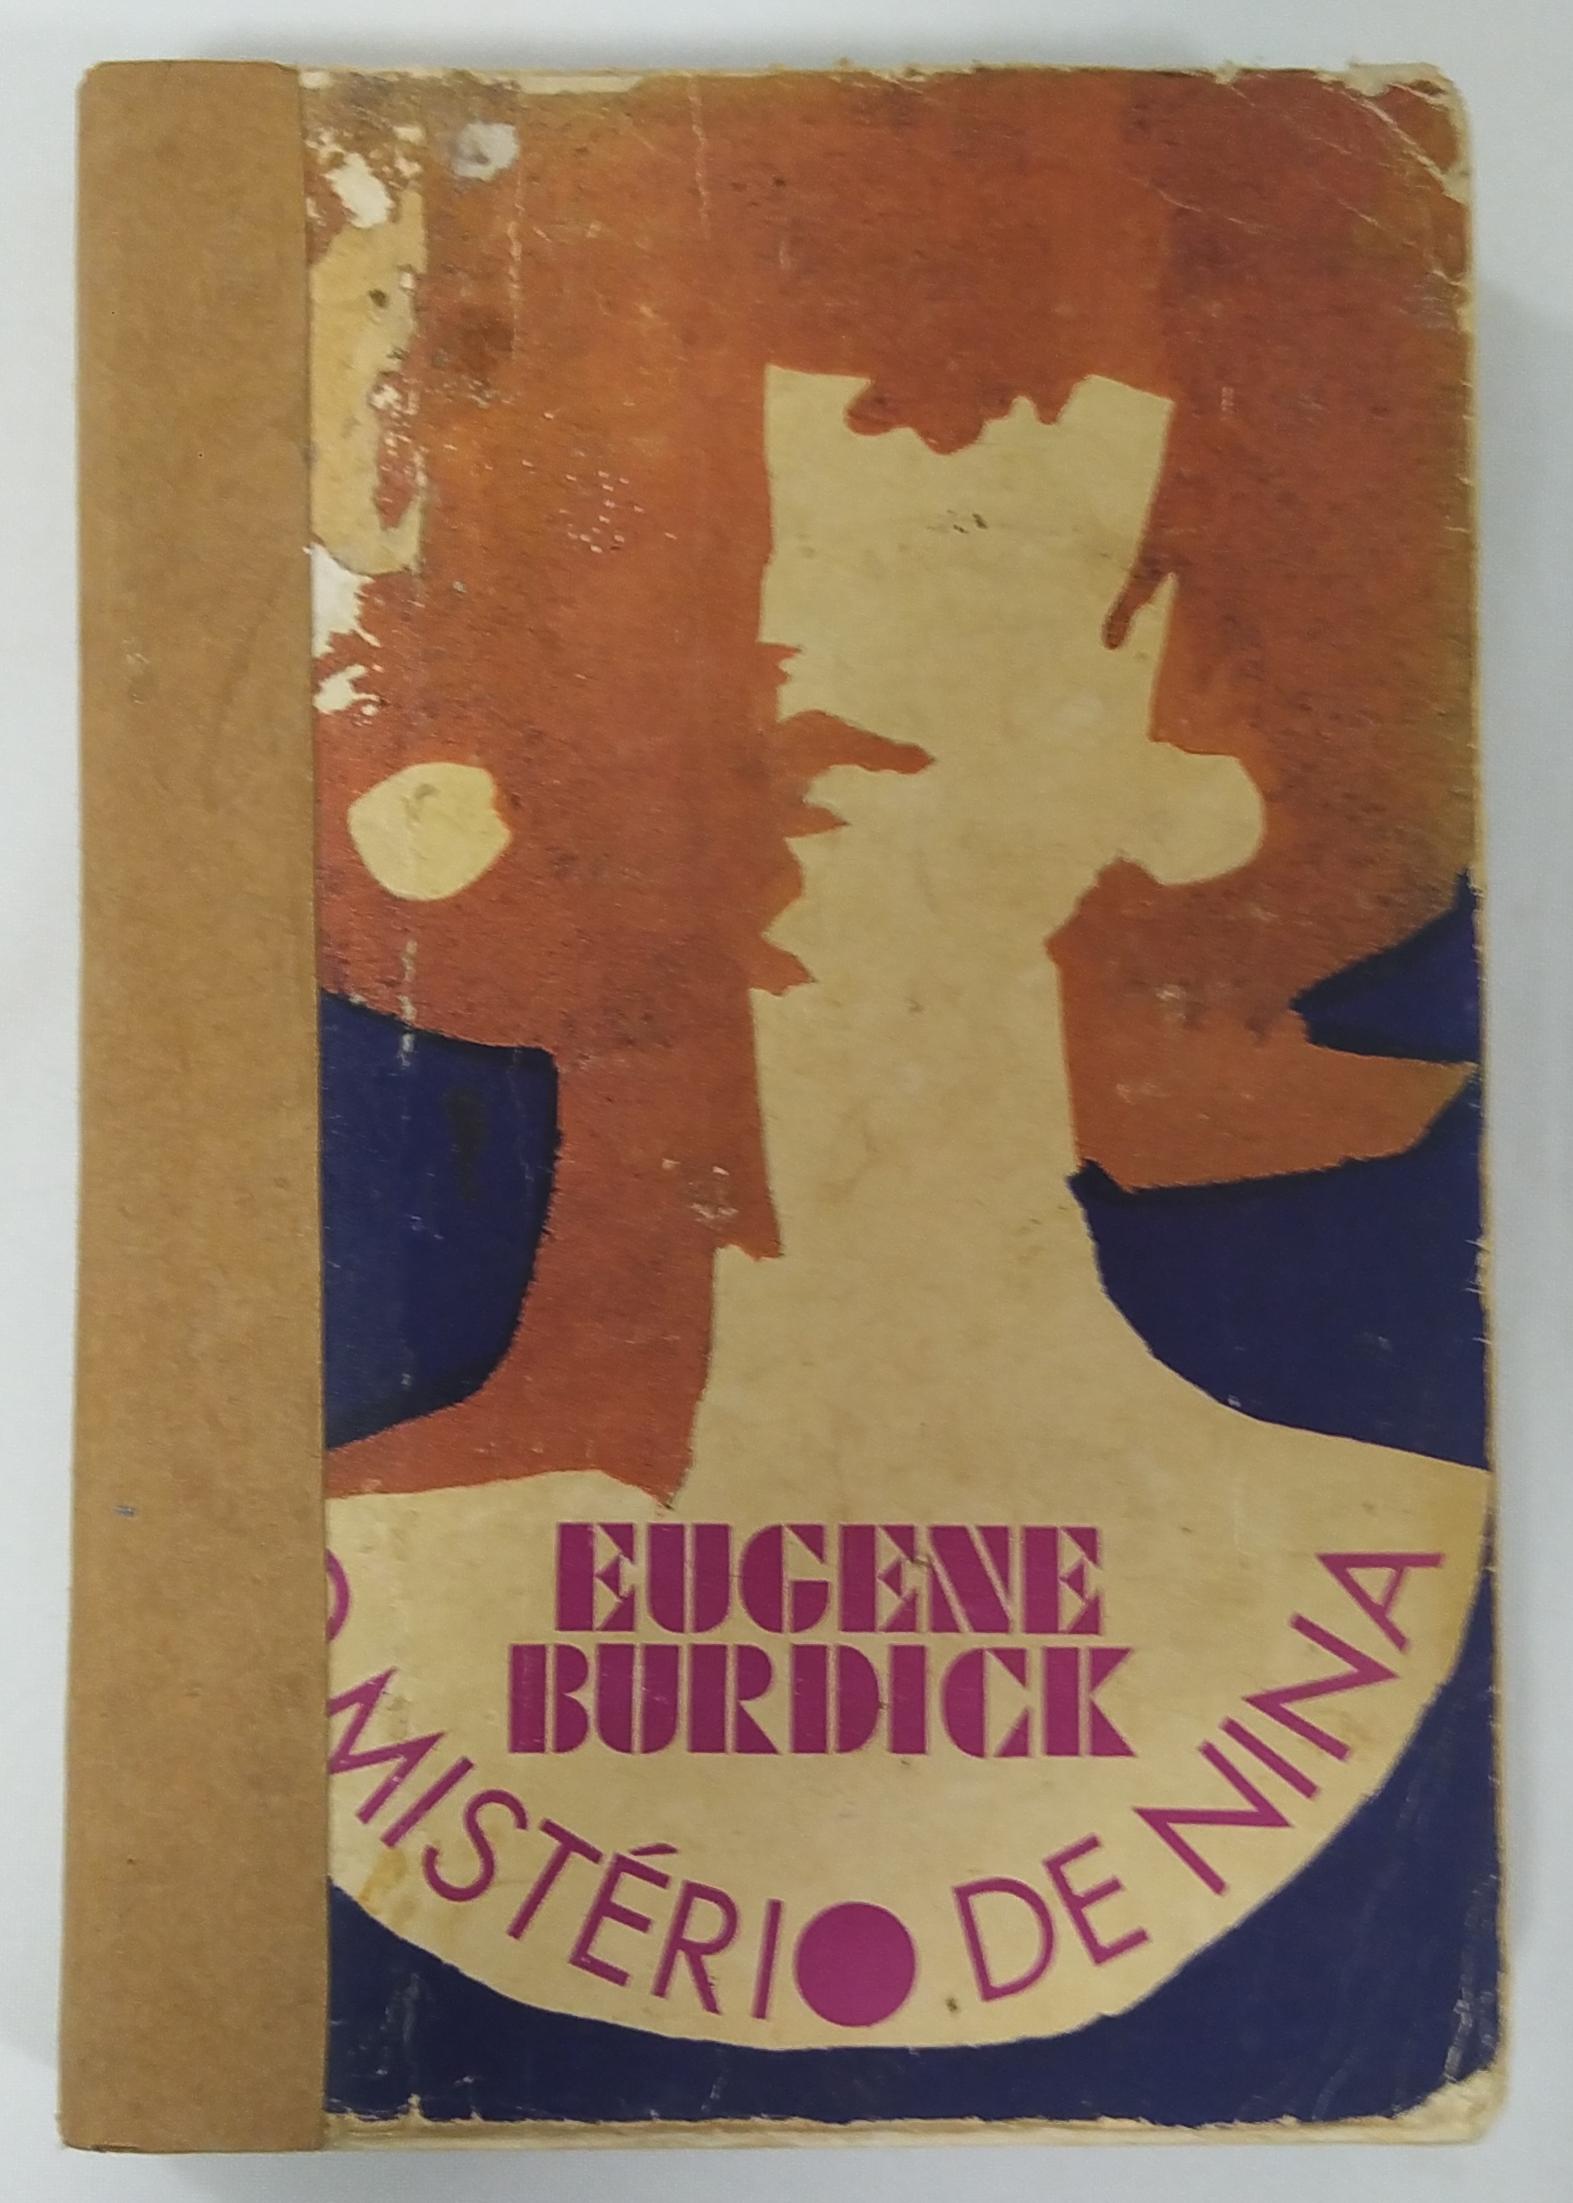 EUGENE
BURDICK
O MISTÉRIO DE NINA